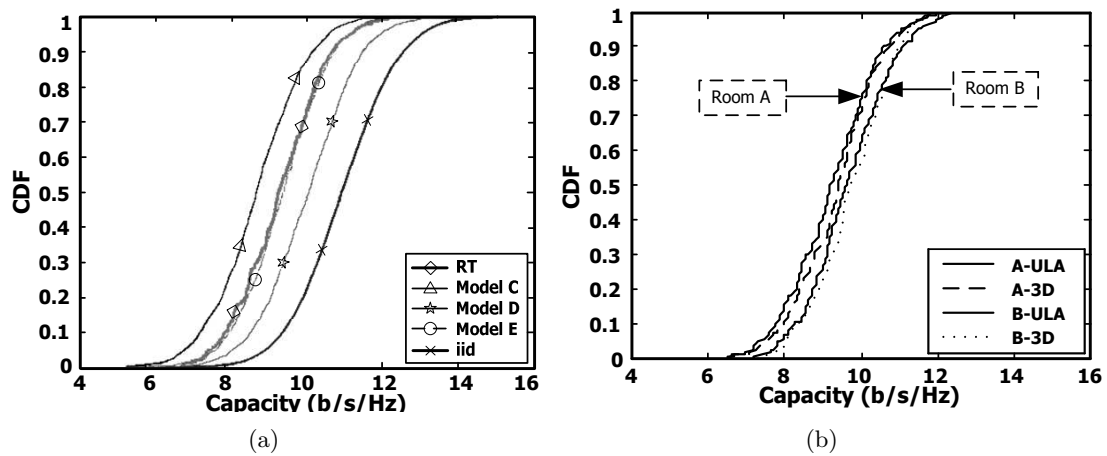 1
0.9
0.8
0.7
0.6
0.5
0.4
0.3
0.2
0.1
0
CDF
4 6 8 10 12 14 16
Capacity (b/s/Hz)
RT
Model C
Model D
Model E
iid
(a)
1
0.9
0.8
0.7
0.6
0.5
0.4
0.3
0.2
0.1
0
CDF
4 6 8 10 12 14 16
Capacity (b/s/Hz)
Room A
Room B
A-ULA
A-3D
B-ULA
B-3D
(b)